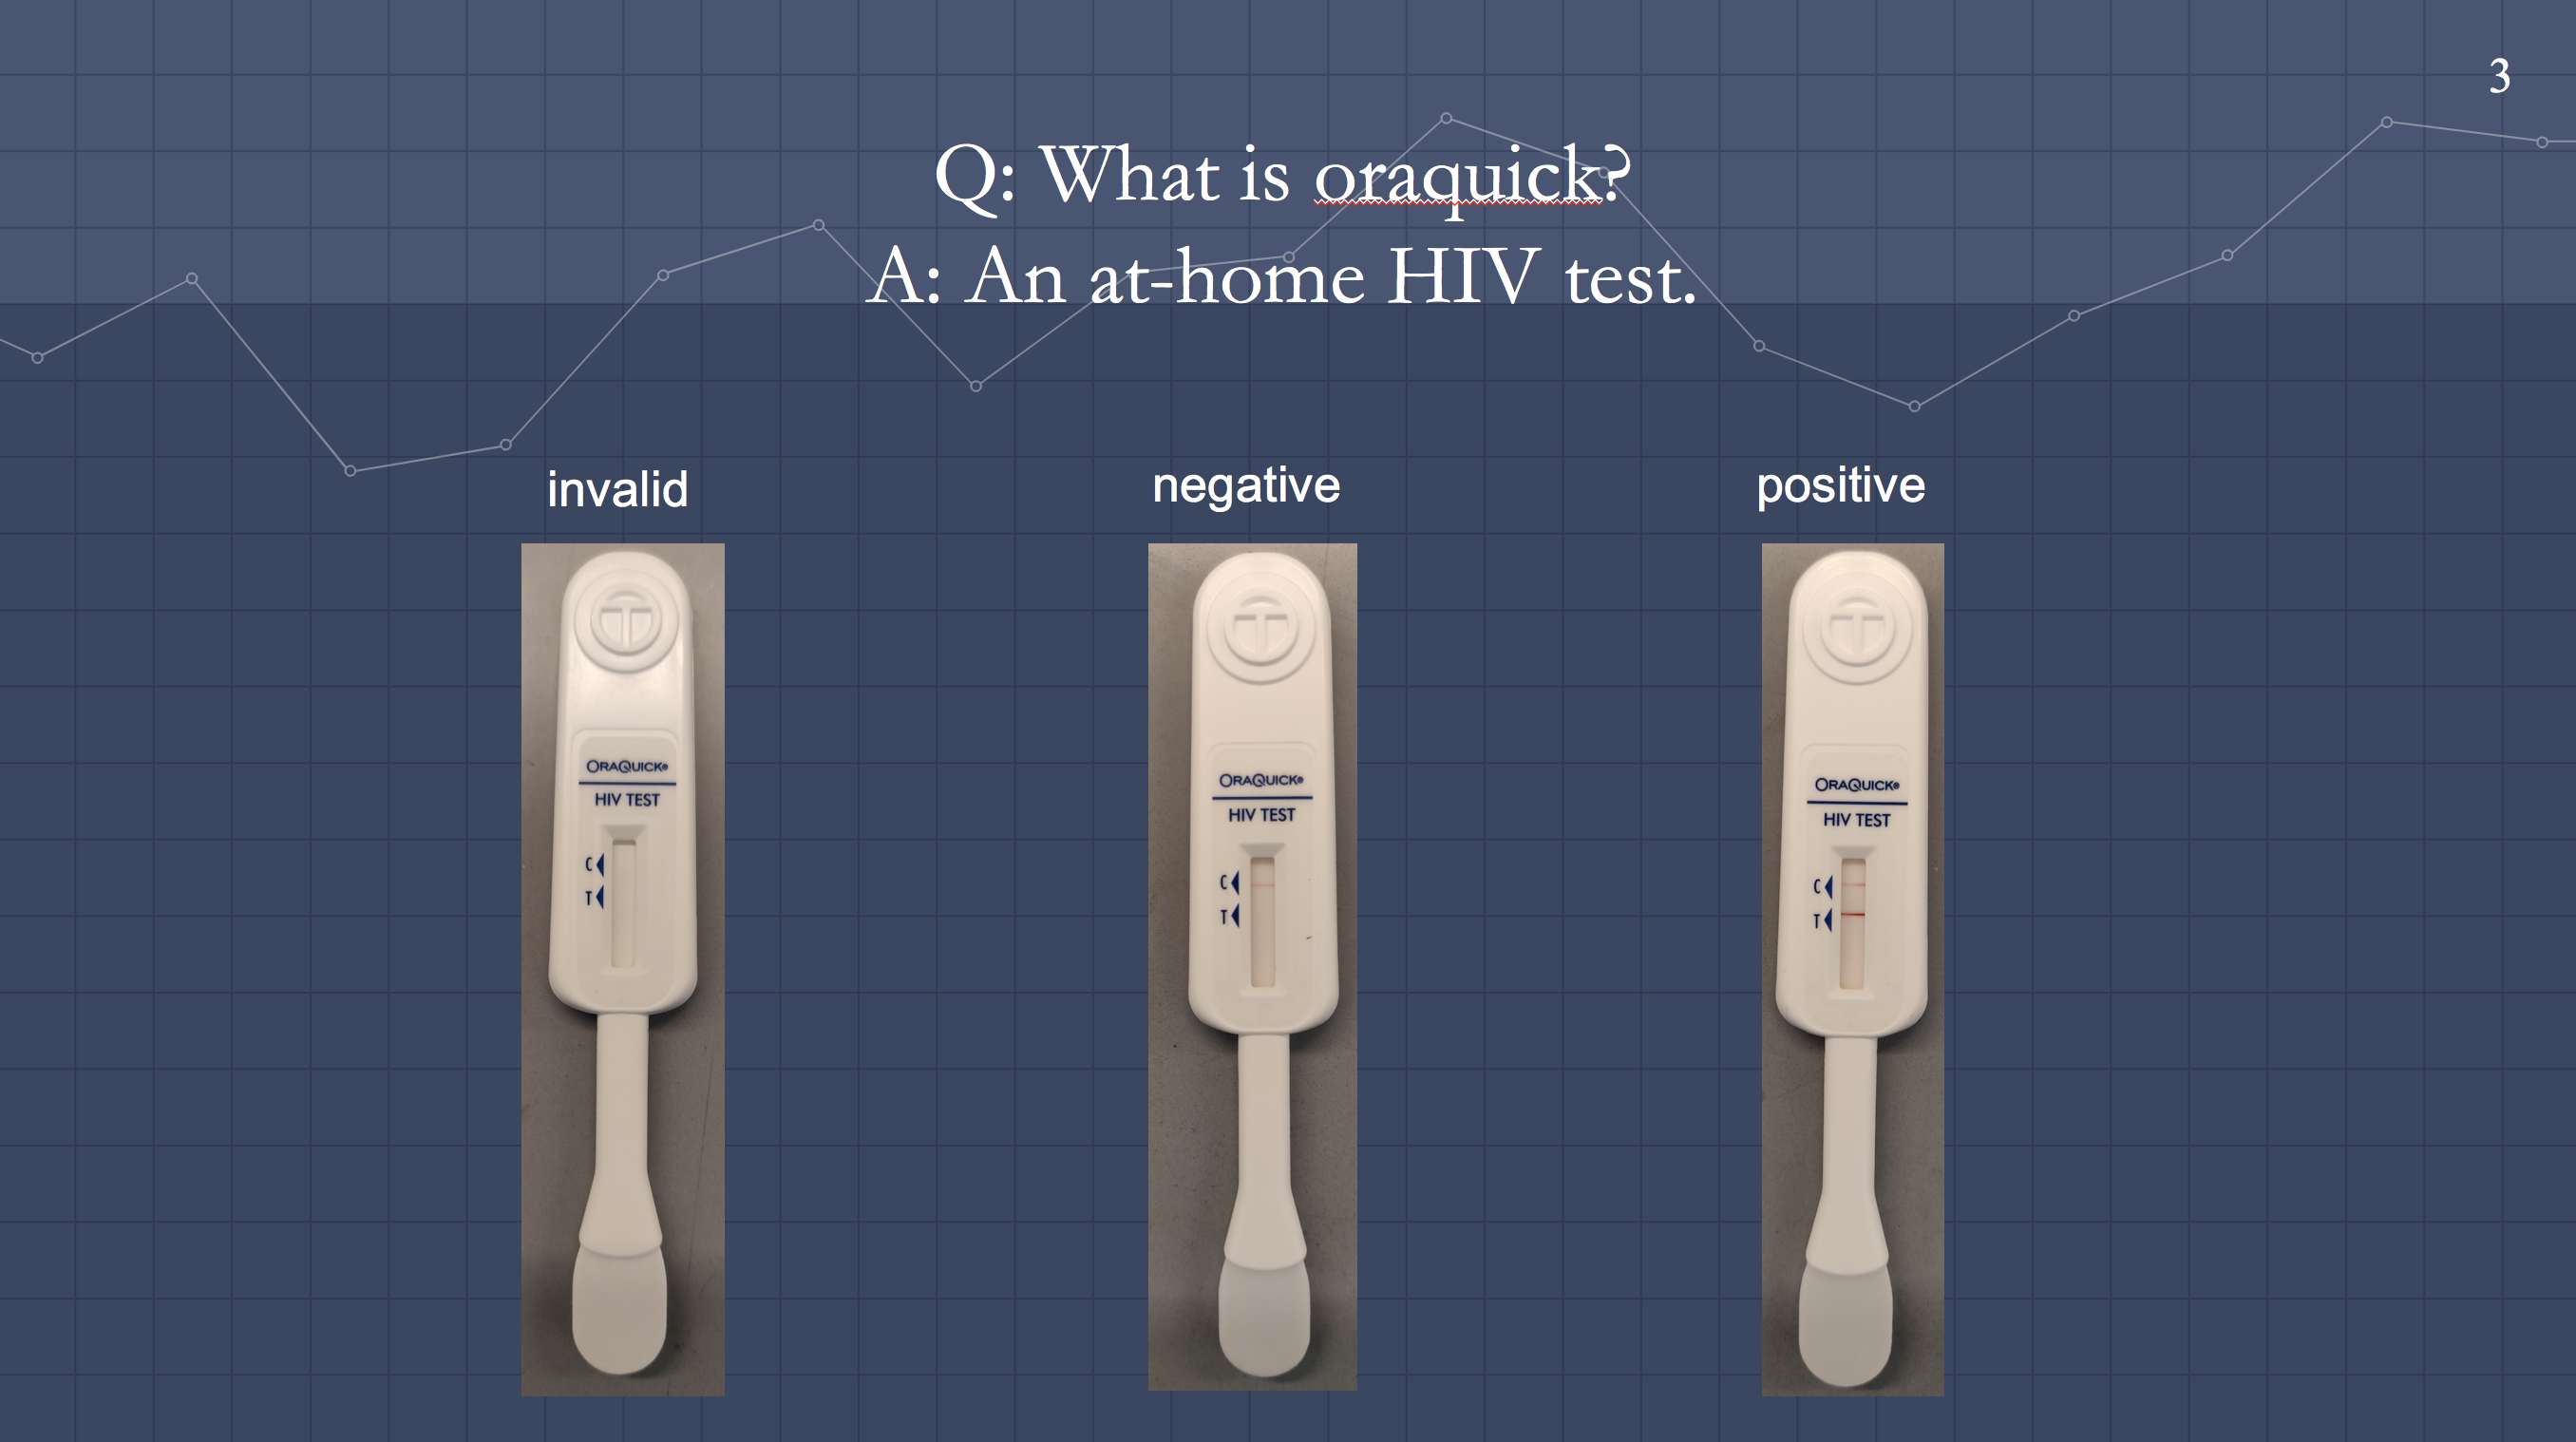 3
Q: What is oraquick?
A: An at-home HIV test.
invalid
negative
positive
ORAQUICK®
HIV TEST
C
T
ORAQUICK®
HIV TEST
C
T
ORAQUICK®
HIV TEST
C
T